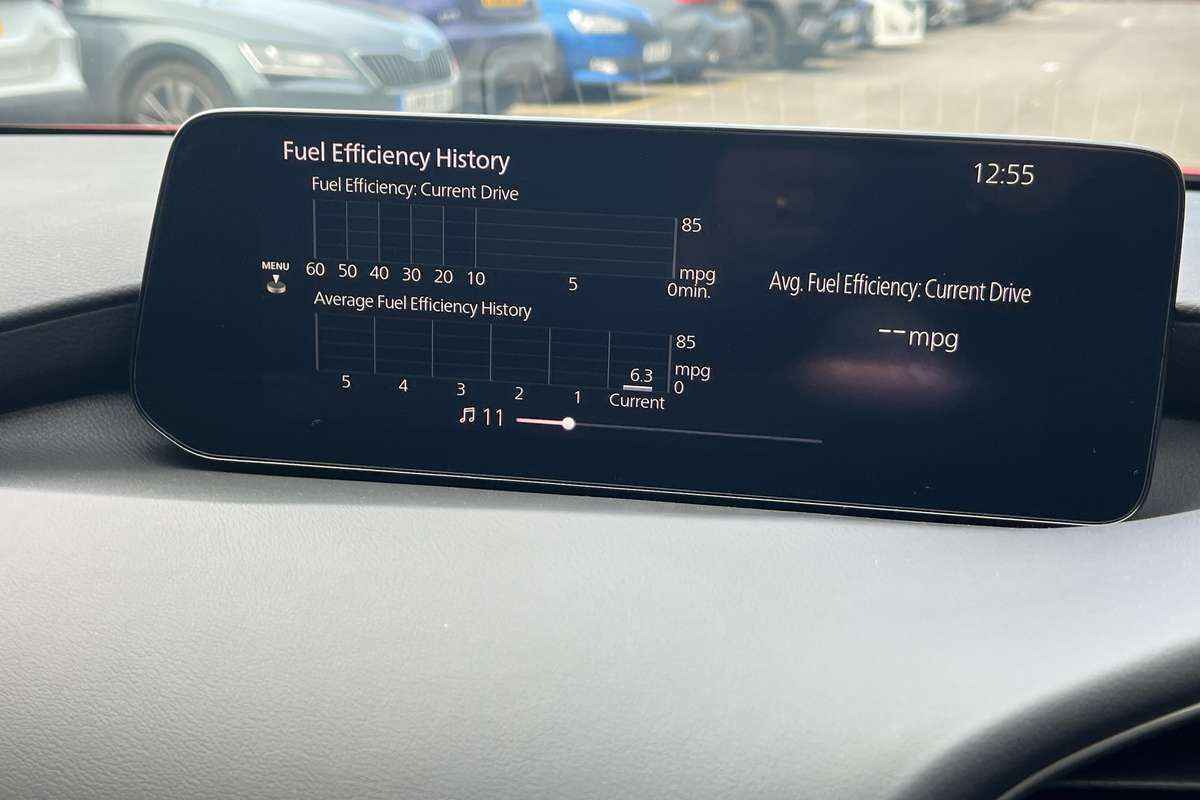 Fuel Efficiency History
12:55
Fuel Efficiency: Current Drive
85
mpg
60 50 40 30 20 10 5 0min.
MENU
Average Fuel Efficiency History
85
mpg
6.3
0
5 4 3 2 1 Current
11
Avg. Fuel Efficiency: Current Drive
--mpg